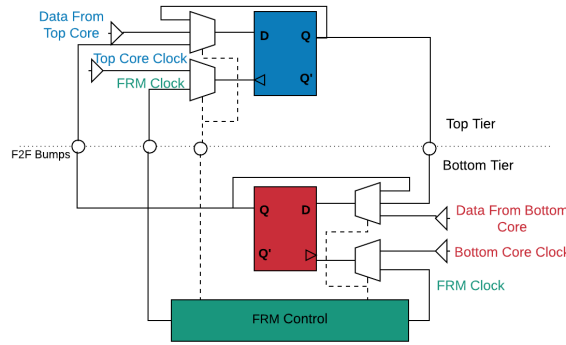 Data From
Top Core
Top Core Clock
FRM Clock
D
Q
Q'
Top Tier
F2F Bumps
Bottom Tier
Q
D
Q'
Data From Bottom
Core
Bottom Core Clock
FRM Clock
FRM Control